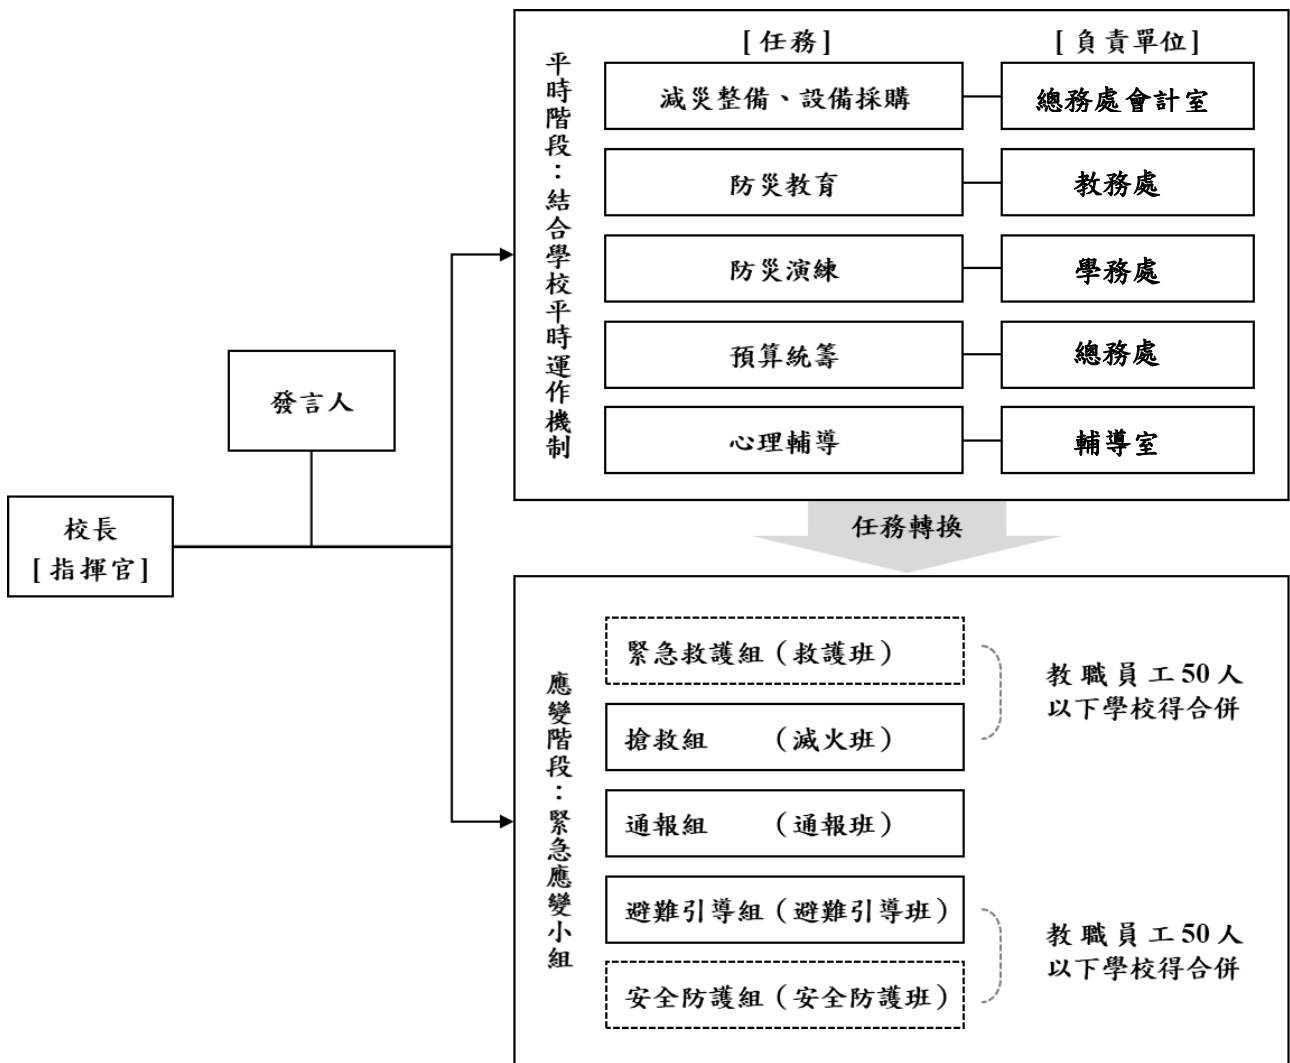 校長
[指揮官]
發言人
平時階段：結合學校平時運作機制
[任務]
[負責單位]
減災整備、設備採購
總務處會計室
防災教育
教務處
防災演練
學務處
預算統籌
總務處
心理輔導
輔導室
任務轉換
應變階段：緊急應變小組
緊急救護組（救護班）
搶救組　　（滅火班）
教職員工50人
以下學校得合併
通報組　　（通報班）
避難引導組（避難引導班）
安全防護組（安全防護班）
教職員工50人
以下學校得合併